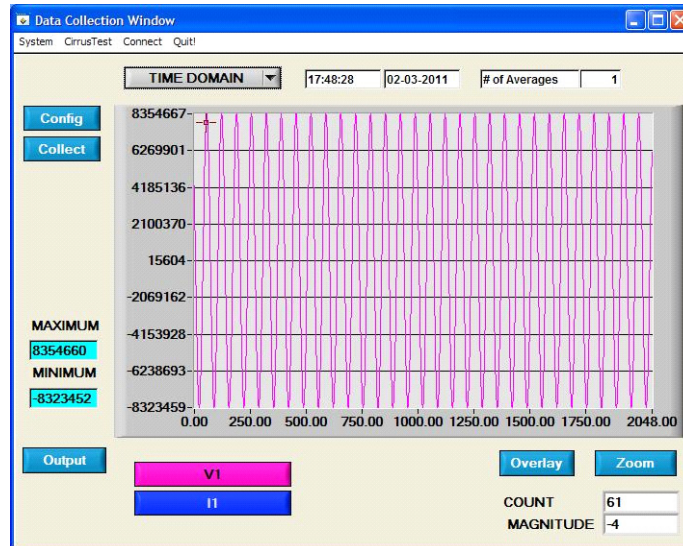 Data Collection Window
System CirrusTest Connect Quit!
TIME DOMAIN 17:48:28 02-03-2011 # of Averages 1
Config
Collect
8354667
6269901
4185136
2100370
15604
-2069162
-4153928
-6238693
-8323459
MAXIMUM
8354660
MINIMUM
-8323452
0.00 250.00 500.00 750.00 1000.00 1250.00 1500.00 1750.00 2048.00
Output
V1
I1
Overlay Zoom
COUNT 61
MAGNITUDE -4